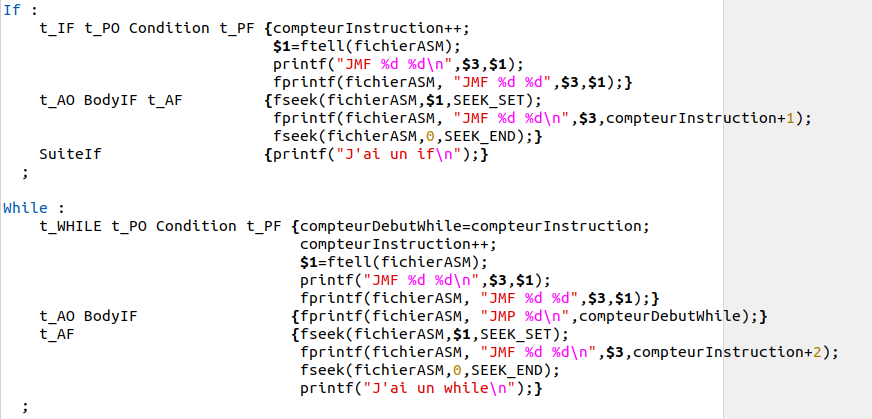 If :
    t_IF t_PO Condition t_PF {compteurInstruction++;
                              $1=ftell(fichierASM);
                              printf("JMF %d %d\n",$3,$1);
                              fprintf(fichierASM, "JMF %d %d",$3,$1);}
    t_AO BodyIF t_AF         {fseek(fichierASM,$1,SEEK_SET);
                              fprintf(fichierASM, "JMF %d %d\n",$3,compteurInstruction+1);
                              fseek(fichierASM,0,SEEK_END);}
    SuiteIf                  {printf("J'ai un if\n");}
  ;
While :
    t_WHILE t_PO Condition t_PF {compteurDebutWhile=compteurInstruction;
                                 compteurInstruction++;
                                 $1=ftell(fichierASM);
                                 printf("JMF %d %d\n",$3,$1);
                                 fprintf(fichierASM, "JMF %d %d",$3,$1);}
    t_AO BodyIF                 {fprintf(fichierASM, "JMP %d\n",compteurDebutWhile);}
    t_AF                        {fseek(fichierASM,$1,SEEK_SET);
                                 fprintf(fichierASM, "JMF %d %d\n",$3,compteurInstruction+2);
                                 fseek(fichierASM,0,SEEK_END);
                                 printf("J'ai un while\n");}
  ;